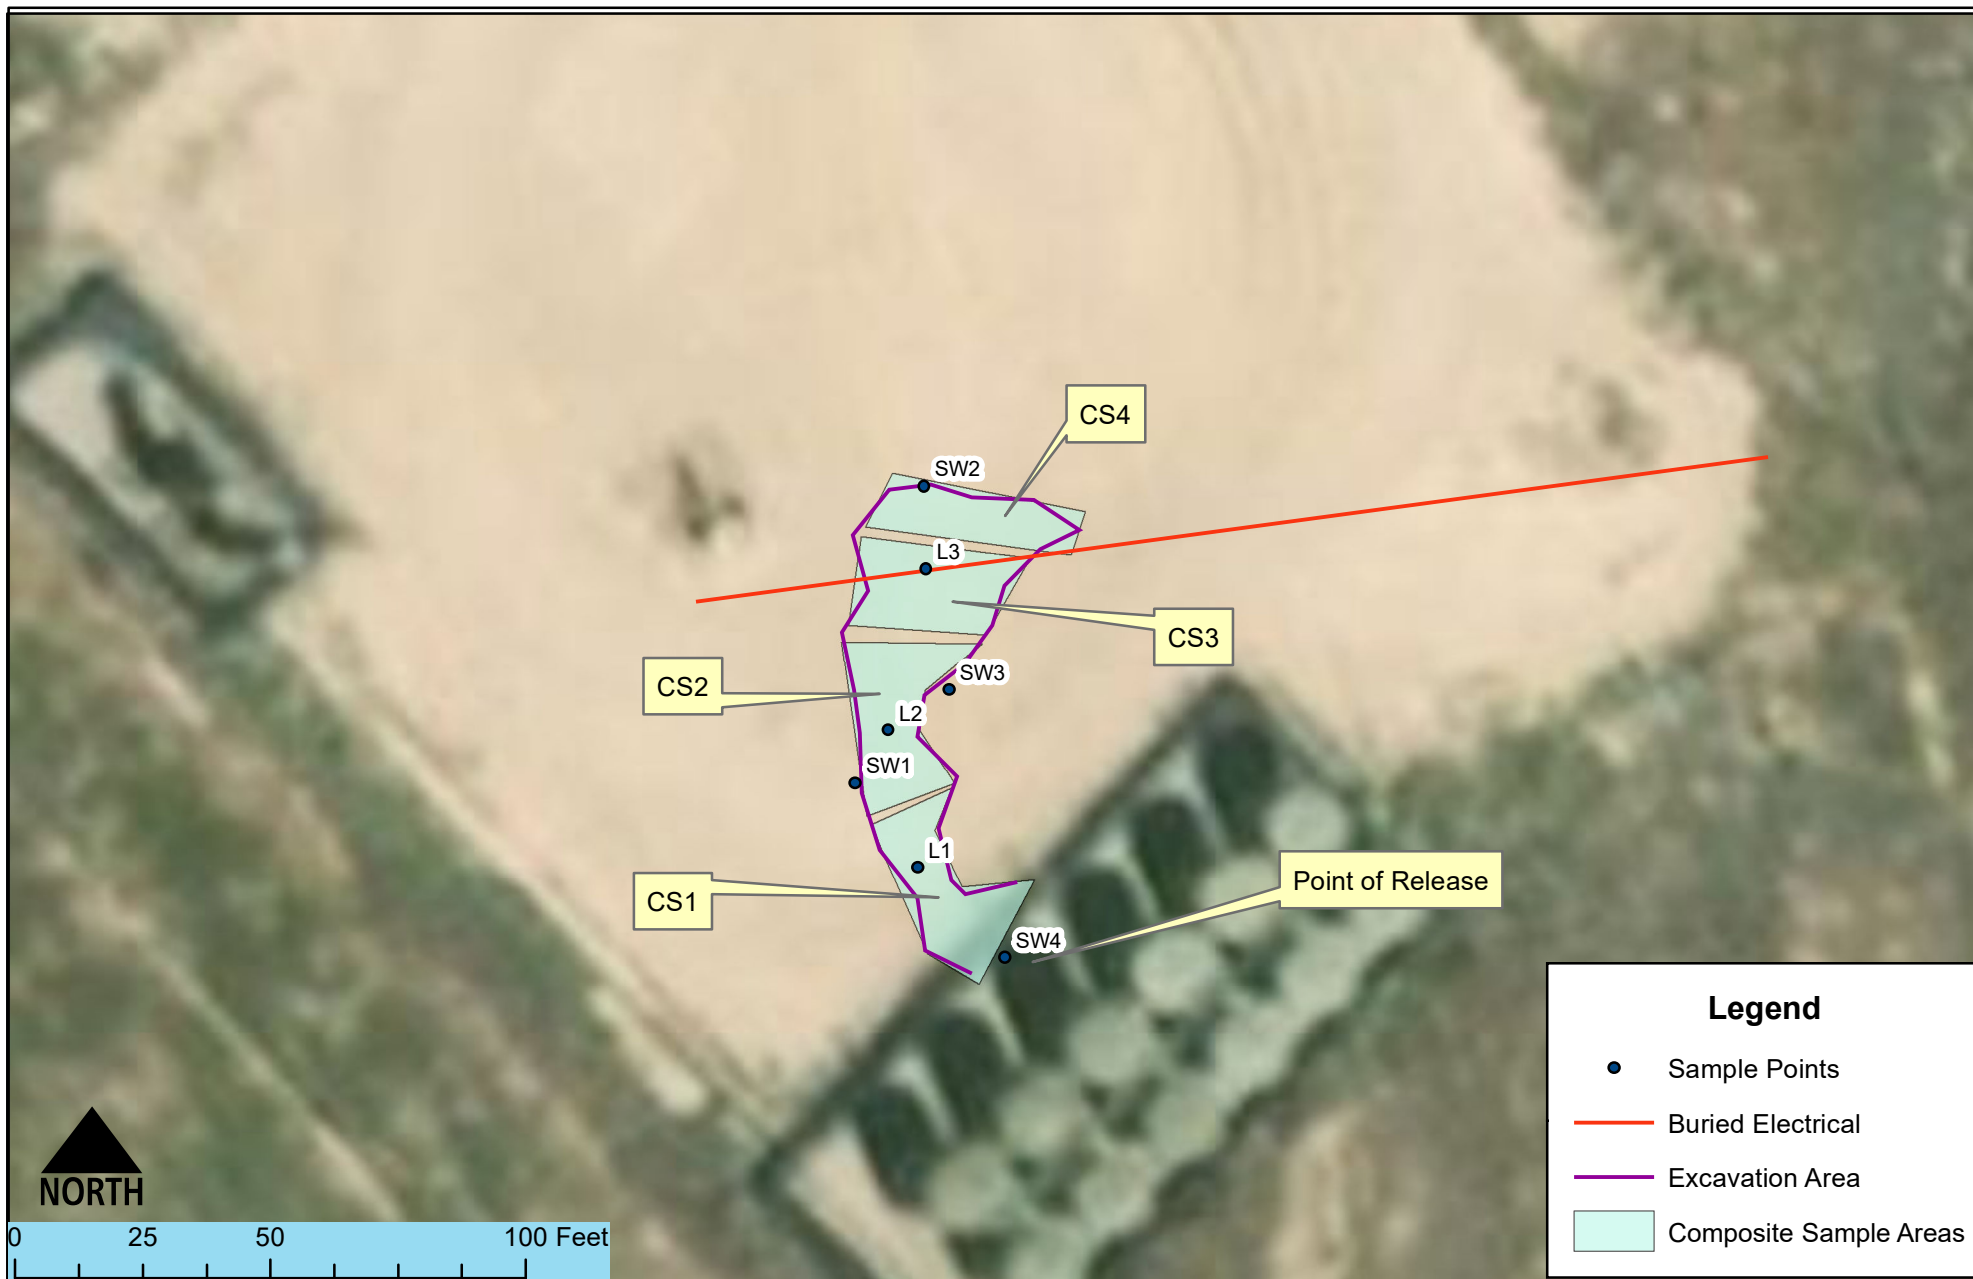 CS4
SW2
L3
CS3
SW3
CS2
L2
SW1
L1
Point of Release
CS1
SW4
Legend
Sample Points
Buried Electrical
Excavation Area
Composite Sample Areas
NORTH
0 25 50 100 Feet